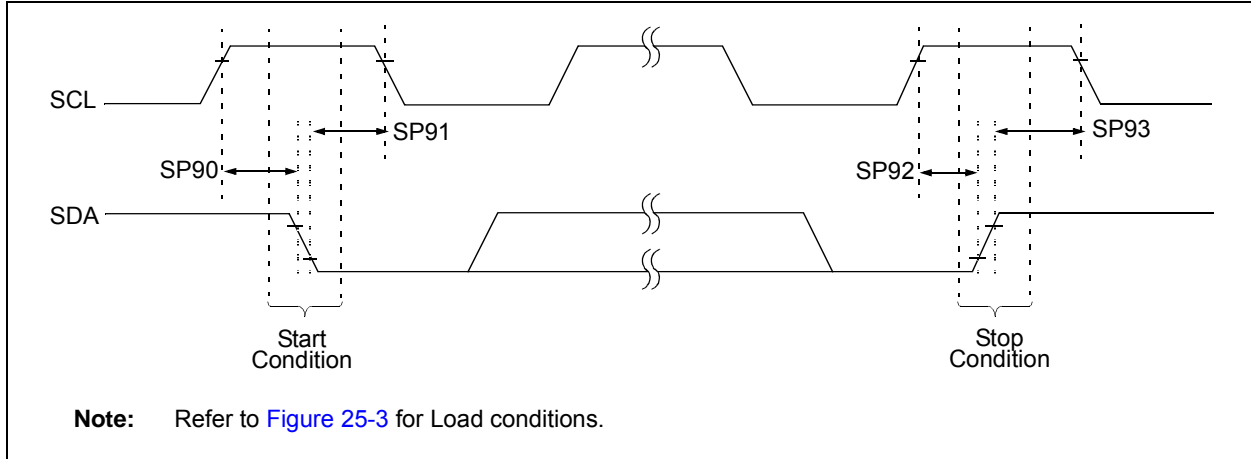 SCL
SP91
SP93
SP90
SP92
SDA
Start
Condition
Stop
Condition
Note: Refer to Figure 25-3 for Load conditions.